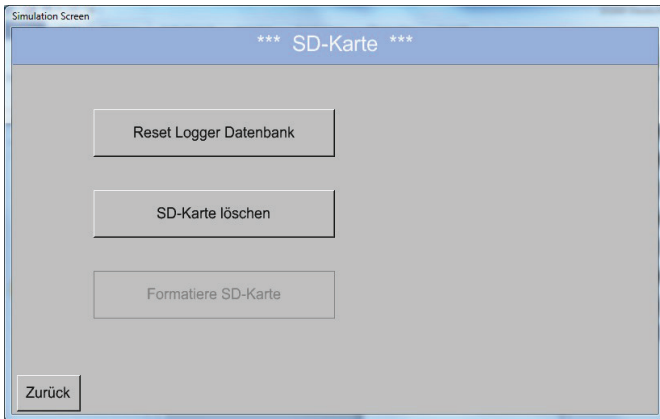 Simulation Screen
*** SD-Karte ***
Reset Logger Datenbank
SD-Karte löschen
Formatiere SD-Karte
Zurück